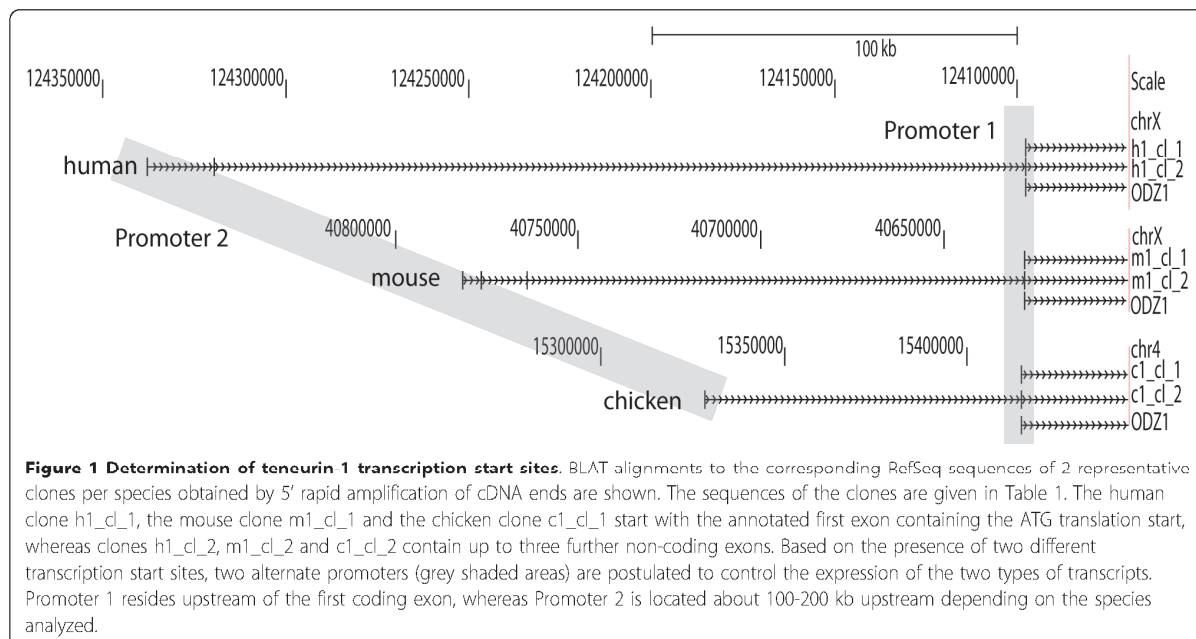 100 kb
124350000 124300000 124250000 124200000 124150000 124100000 Scale
chrX
Promoter 1
h1_cl_1
human h1_cl_2
ODZ1
Promoter 2
40800000 40750000 40700000 40650000 chrX
m1_cl_1
mouse m1_cl_2
ODZ1
15300000 15350000 15400000 chr4
c1_cl_1
chicken c1_cl_2
ODZ1
Figure 1 Determination of teneurin-1 transcription start sites. BLAT alignments to the corresponding RefSeq sequences of 2 representative
clones per species obtained by 5' rapid amplification of cDNA ends are shown. The sequences of the clones are given in Table 1. The human
clone h1_cl_1, the mouse clone m1_cl_1 and the chicken clone c1_cl_1 start with the annotated first exon containing the ATG translation start,
whereas clones h1_cl_2, m1_cl_2 and c1_cl_2 contain up to three further non-coding exons. Based on the presence of two different
transcription start sites, two alternate promoters (grey shaded areas) are postulated to control the expression of the two types of transcripts.
Promoter 1 resides upstream of the first coding exon, whereas Promoter 2 is located about 100-200 kb upstream depending on the species
analyzed.